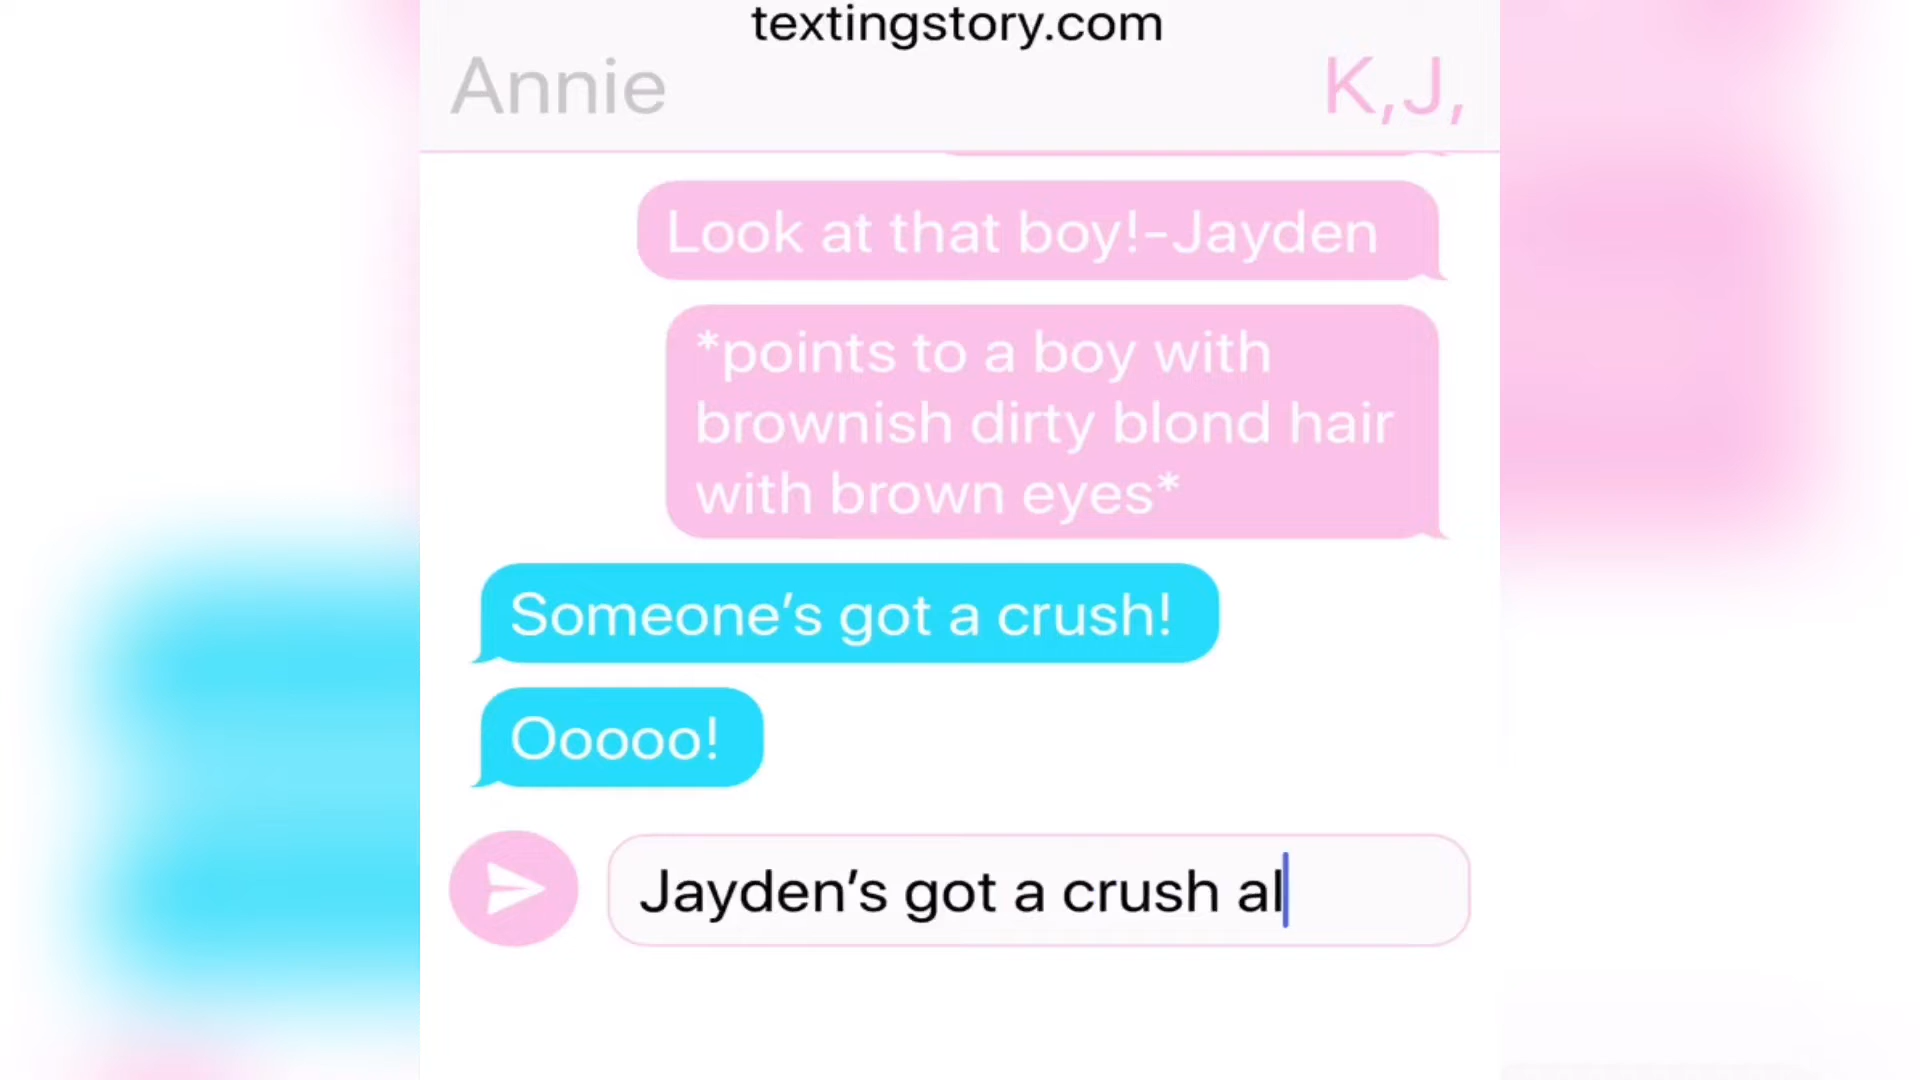 textingstory.com
Annie
K,J,
Look at that boy!-Jayden
*points to a boy with
brownish dirty blond hair
with brown eyes*
Someone’s got a crush!
Ooooo!
Jayden’s got a crush al